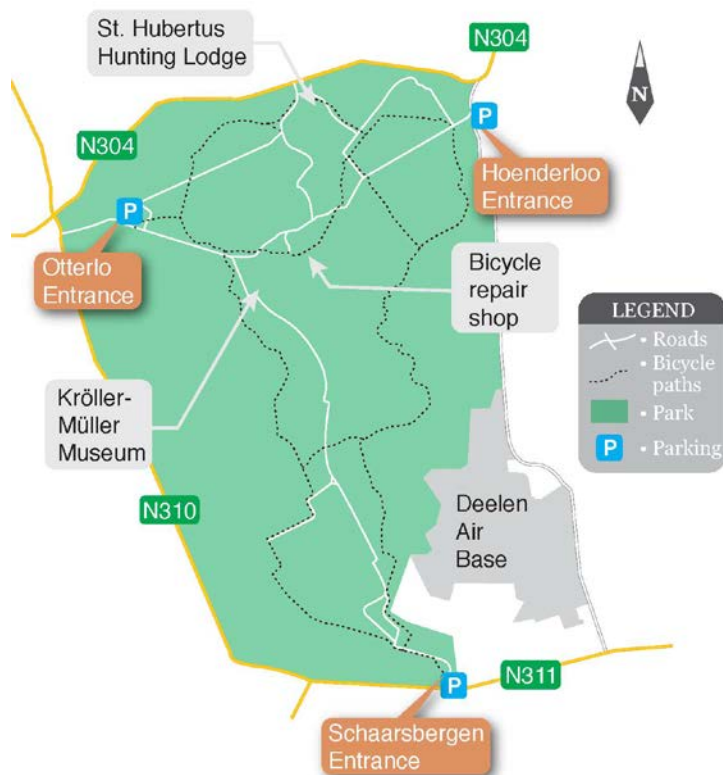 St. Hubertus
Hunting Lodge
N304
N
P
N304
Hoenderloo
Entrance
P
Otterlo
Entrance
Bicycle
repair
shop
LEGEND
• Roads
• Bicycle
paths
• Park
P • Parking
Kröller-
Müller
Museum
N310
Deelen
Air
Base
P
N311
Schaarsbergen
Entrance